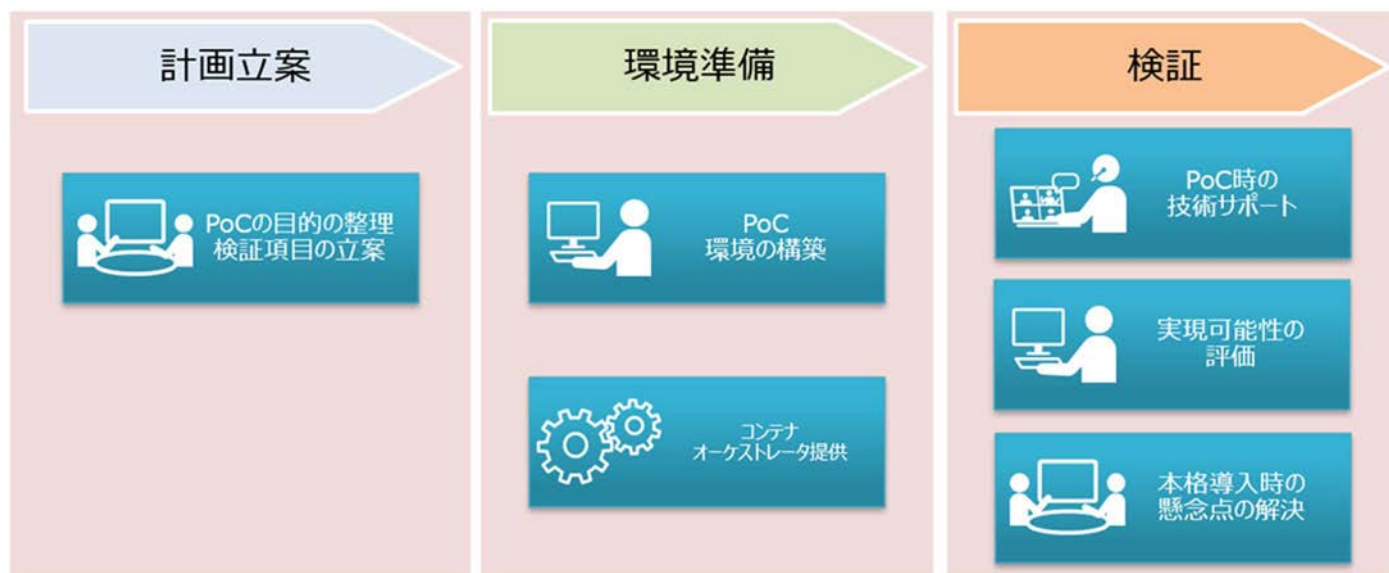 計画立案
PoCの目的の整理
検証項目の立案
環境準備
PoC
環境の構築
コンテナ
オーケストレータ提供
検証
PoC時の
技術サポート
実現可能性の
評価
本格導入時の
懸念点の解決